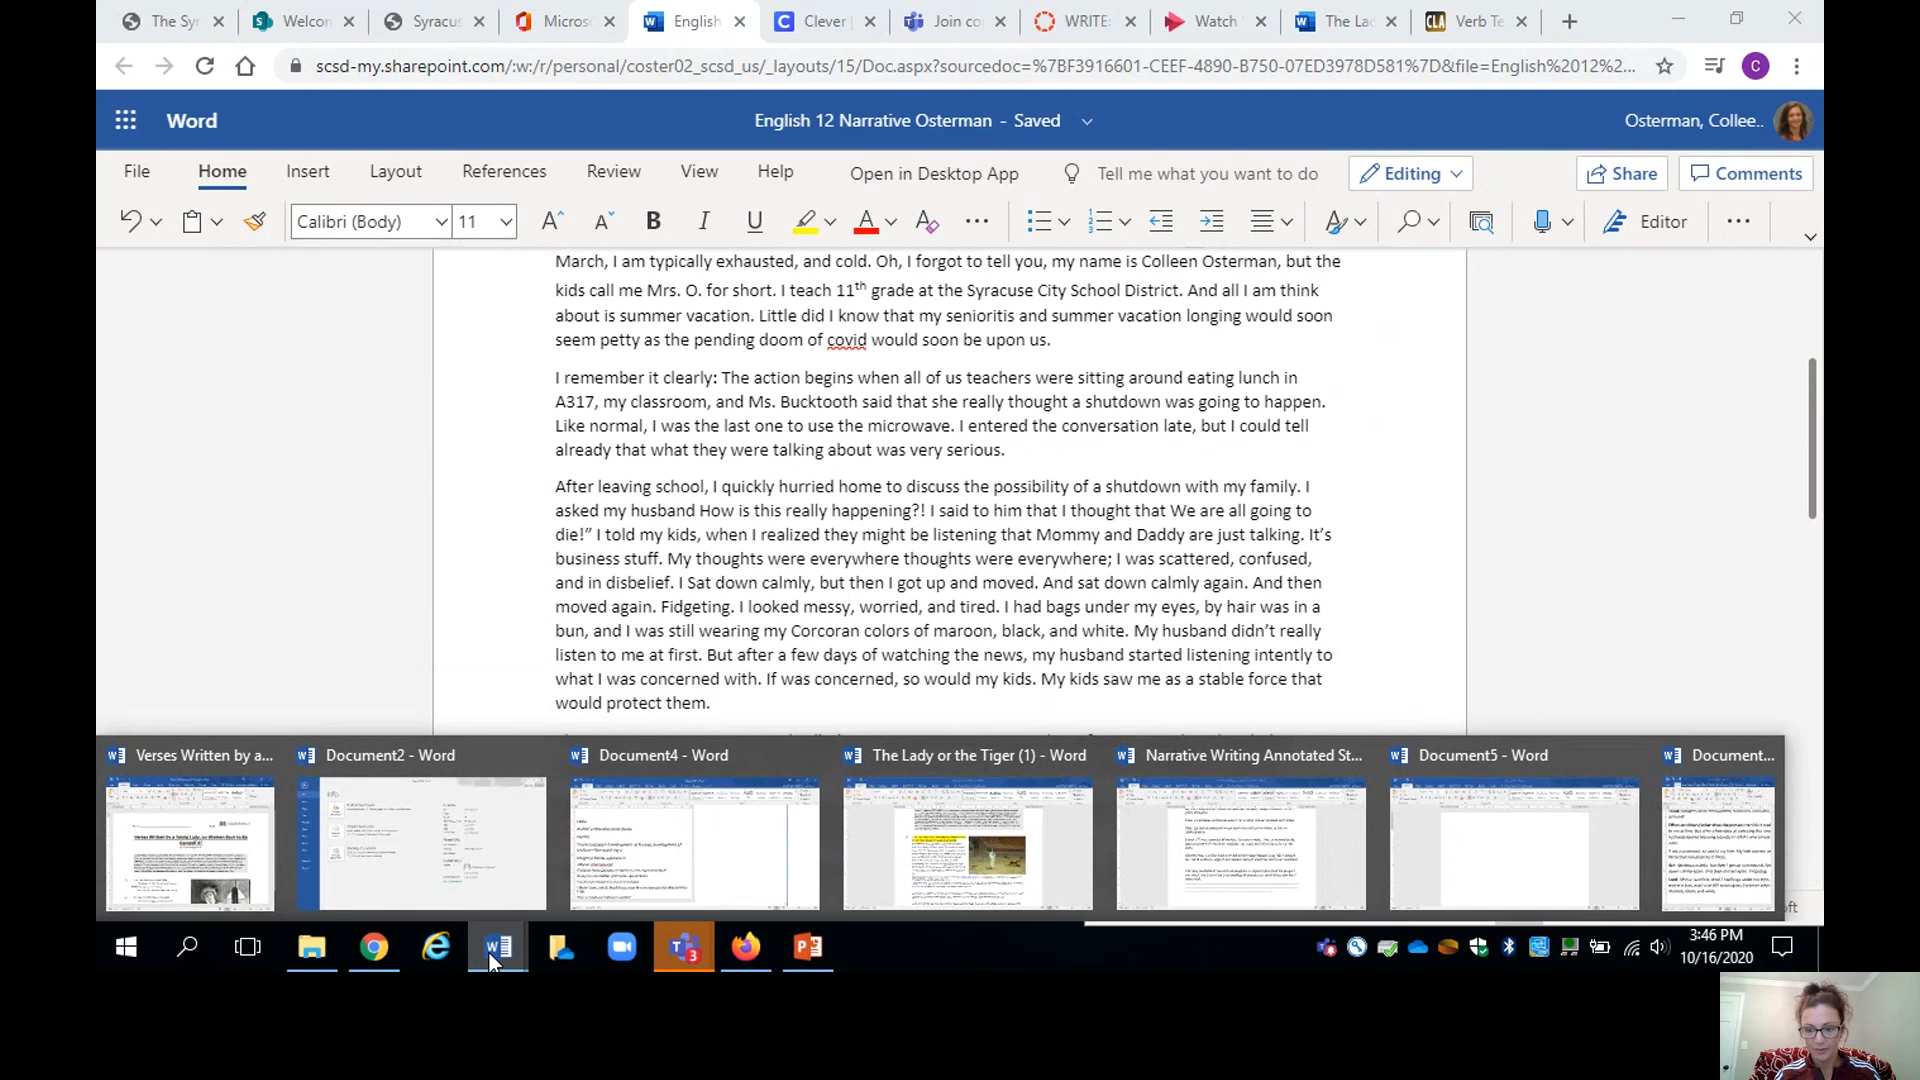 The Syr
Welcon
Syracus
Micros
English
Clever
Join co
WRITE:
Watch
The Lad
Verb Te
scsd-my.sharepoint.com/:w:/r/personal/coster02_scsd_us/_layouts/15/Doc.aspx?sourcedoc=%7BF3916601-CEEF-4890-B750-07ED3978D581%7D&file=English%2012%2...
C
Word
English 12 Narrative Osterman - Saved
Osterman, Collee..
File Home Insert Layout References Review View Help Open in Desktop App Tell me what you want to do Editing Share Comments
Calibri (Body) 11 Editor
March, I am typically exhausted, and cold. Oh, I forgot to tell you, my name is Colleen Osterman, but the
kids call me Mrs. O. for short. I teach 11th grade at the Syracuse City School District. And all I am think
about is summer vacation. Little did I know that my senioritis and summer vacation longing would soon
seem petty as the pending doom of covid would soon be upon us.
I remember it clearly: The action begins when all of us teachers were sitting around eating lunch in
A317, my classroom, and Ms. Bucktooth said that she really thought a shutdown was going to happen.
Like normal, I was the last one to use the microwave. I entered the conversation late, but I could tell
already that what they were talking about was very serious.
After leaving school, I quickly hurried home to discuss the possibility of a shutdown with my family. I
asked my husband How is this really happening?! I said to him that I thought that We are all going to
die!” I told my kids, when I realized they might be listening that Mommy and Daddy are just talking. It’s
business stuff. My thoughts were everywhere thoughts were everywhere; I was scattered, confused,
and in disbelief. I Sat down calmly, but then I got up and moved. And sat down calmly again. And then
moved again. Fidgeting. I looked messy, worried, and tired. I had bags under my eyes, by hair was in a
bun, and I was still wearing my Corcoran colors of maroon, black, and white. My husband didn’t really
listen to me at first. But after a few days of watching the news, my husband started listening intently to
what I was concerned with. If was concerned, so would my kids. My kids saw me as a stable force that
would protect them.
Verses Written by a...
Document2 - Word
Document4 - Word
The Lady or the Tiger (1) - Word
Narrative Writing Annotated St...
Document5 - Word
Document...
3:46 PM
10/16/2020